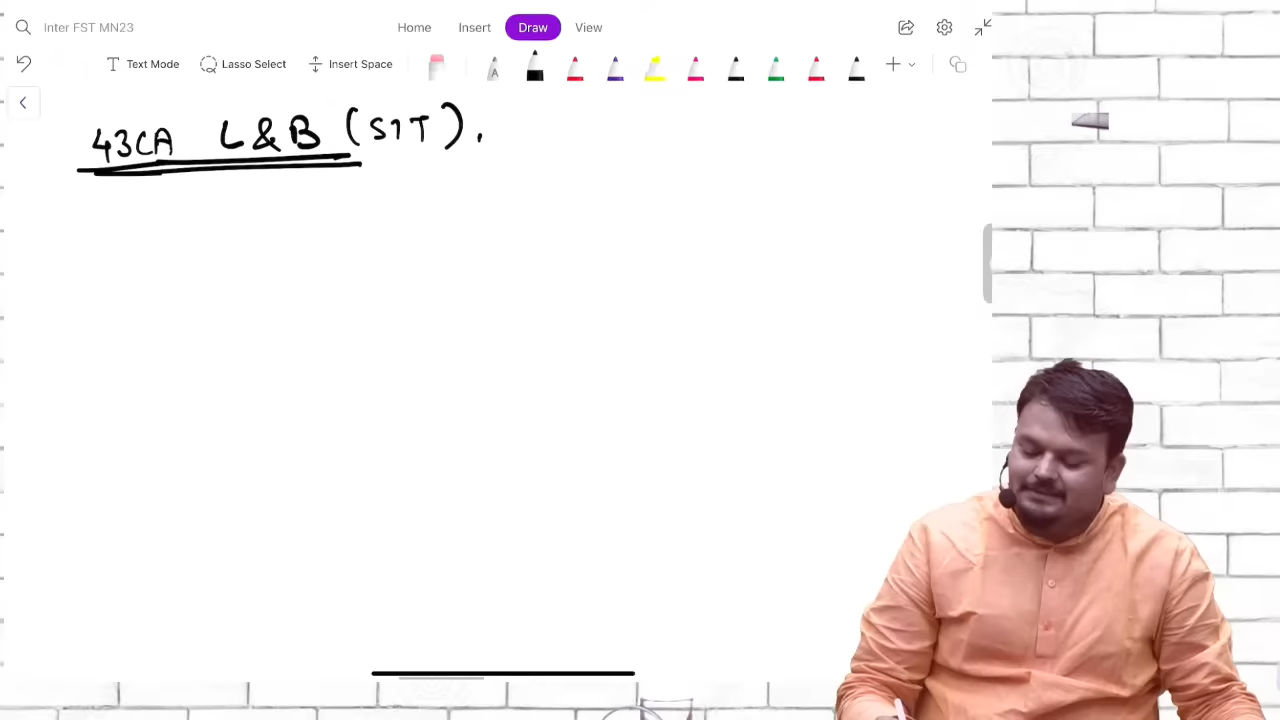 Inter FST MN23
Home Insert Draw View
Text Mode Lasso Select Insert Space
A
43CA L&B (SIT).